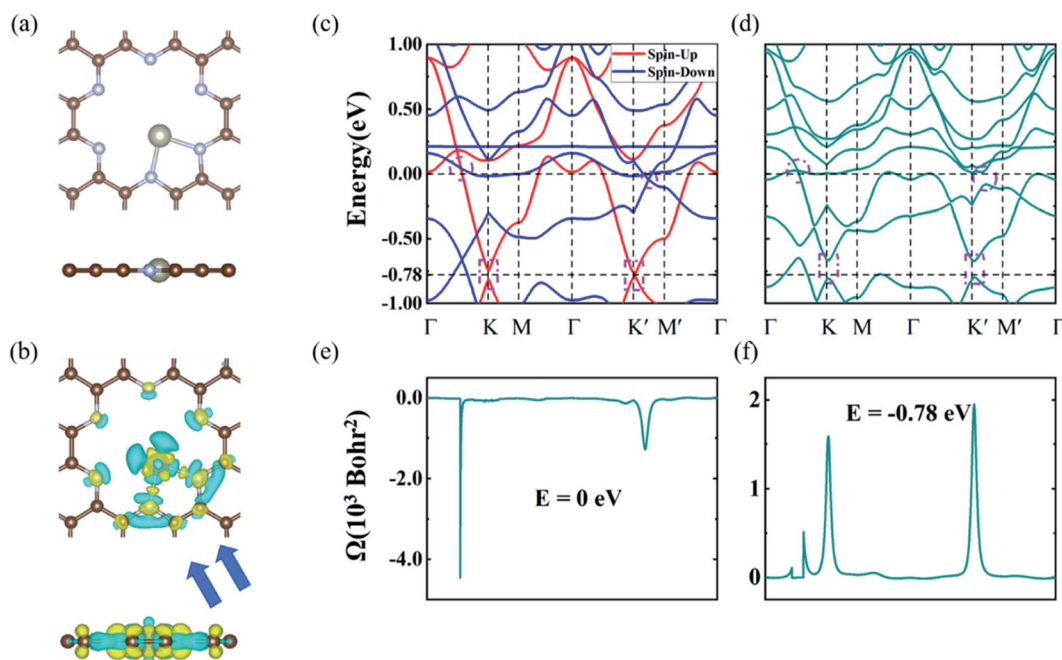 (a)
(b)
(c)
(d)
Energy(eV)
1.00
0.50
0.00
-0.50
-0.78
-1.00
Spin-Up
Spin-Down
Γ K M Γ K′ M′ Γ
Γ K M Γ K′ M′ Γ
(e)
(f)
Ω(10³ Bohr²)
0.0
-2.0
-4.0
E = 0 eV
2
1
0
E = -0.78 eV